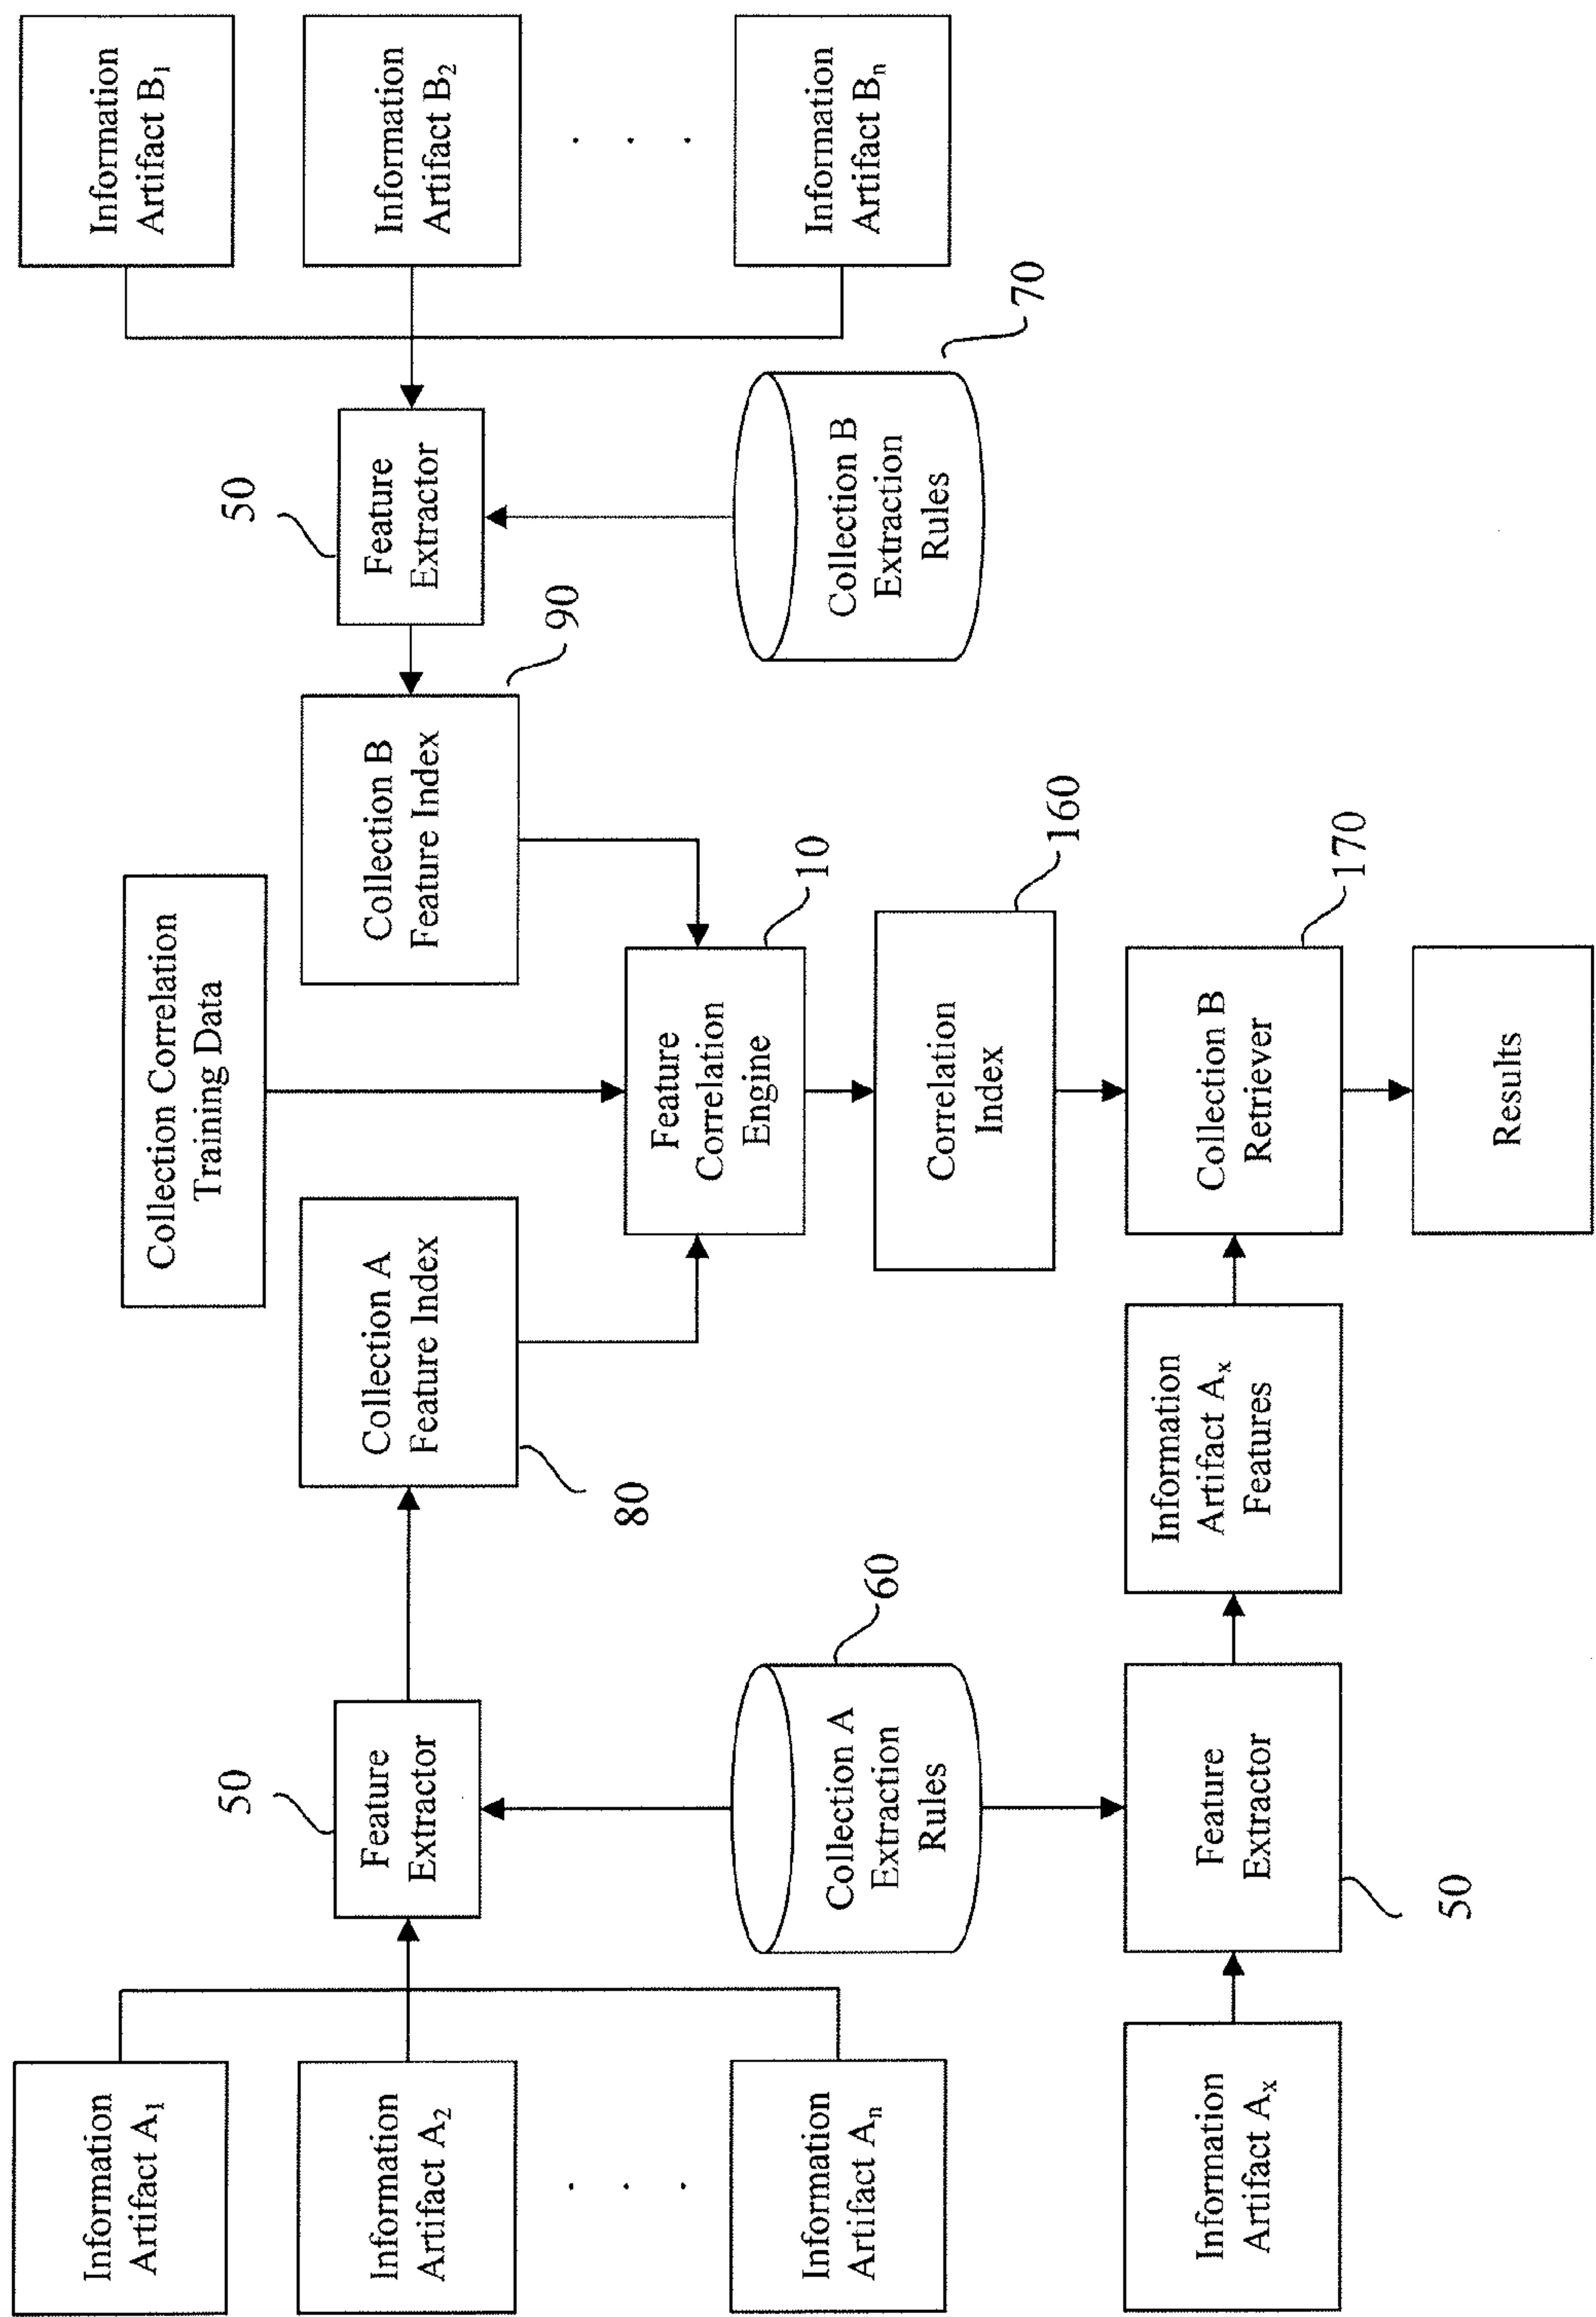 Information
Artifact A1
Information
Artifact A2
. . .
Information
Artifact An
50
Feature
Extractor
Collection A
Extraction
Rules
60
Collection A
Feature Index
80
Collection Correlation
Training Data
Collection B
Feature Index
90
50
Feature
Extractor
Collection B
Extraction
Rules
70
Information
Artifact B1
Information
Artifact B2
. . .
Information
Artifact Bn
Feature
Correlation
Engine
10
Correlation
Index
160
Information
Artifact Ax
Feature
Extractor
50
Information
Artifact Ax
Features
Collection B
Retriever
170
Results